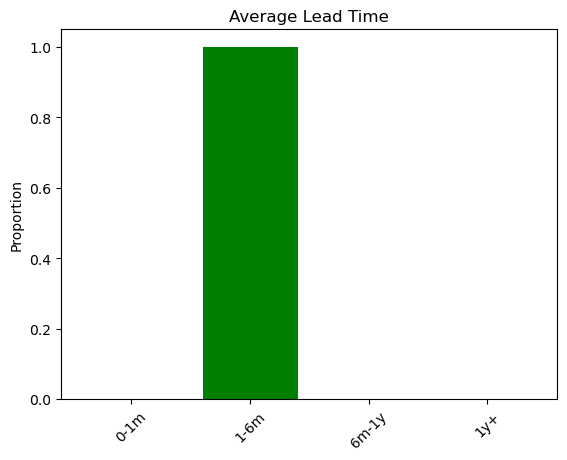 Average Lead Time
Proportion
1.0
0.8
0.6
0.4
0.2
0.0
0-1m
1-6m
6m-1y
1y+